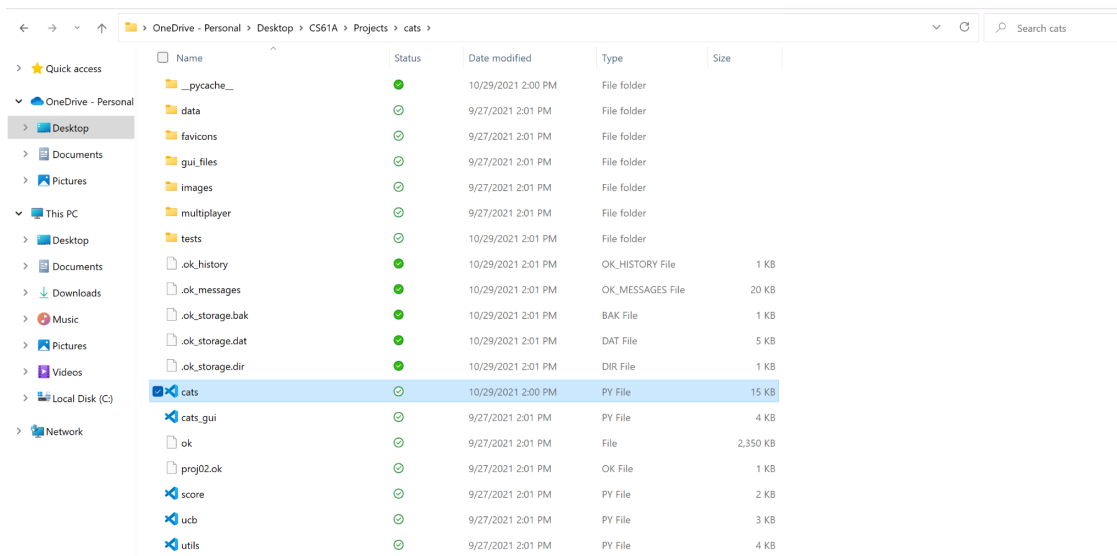 OneDrive - Personal > Desktop > CS61A > Projects > cats >
Search cats
Quick access
OneDrive - Personal
Desktop
Documents
Pictures
This PC
Desktop
Documents
Downloads
Music
Pictures
Videos
Local Disk (C:)
Network
Name Status Date modified Type Size
__pycache__ 10/29/2021 2:00 PM File folder
data 9/27/2021 2:01 PM File folder
favicons 9/27/2021 2:01 PM File folder
gui_files 9/27/2021 2:01 PM File folder
images 9/27/2021 2:01 PM File folder
multiplayer 9/27/2021 2:01 PM File folder
tests 10/29/2021 2:01 PM File folder
.ok_history 10/29/2021 2:01 PM OK_HISTORY File 1 KB
.ok_messages 10/29/2021 2:01 PM OK_MESSAGES File 20 KB
.ok_storage.bak 10/29/2021 2:01 PM BAK File 1 KB
.ok_storage.dat 10/29/2021 2:01 PM DAT File 5 KB
.ok_storage.dir 10/29/2021 2:01 PM DIR File 1 KB
cats 10/29/2021 2:00 PM PY File 15 KB
cats_gui 9/27/2021 2:01 PM PY File 4 KB
ok 9/27/2021 2:01 PM File 2,350 KB
proj02.ok 9/27/2021 2:01 PM OK File 1 KB
score 9/27/2021 2:01 PM PY File 2 KB
ucb 9/27/2021 2:01 PM PY File 3 KB
utils 9/27/2021 2:01 PM PY File 4 KB